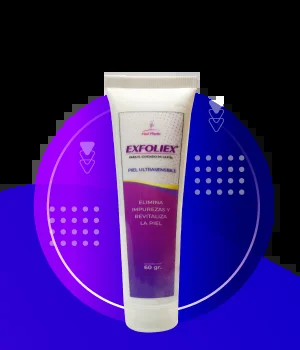 EXFOLIEX
PIEL ULTRASENSIBLE
ELIMINA
IMPUREZAS Y
REVITALIZA
LA PIEL
60 gr.